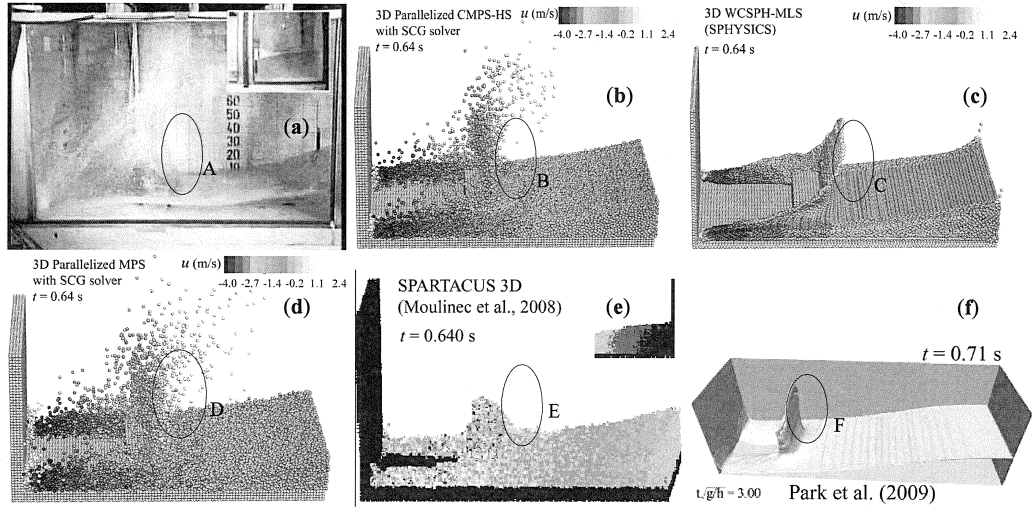 (a)
60
50
40
30
20
10
A
3D Parallelized CMPS-HS
with SCG solver
t = 0.64 s
u (m/s)
-4.0 -2.7 -1.4 -0.2 1.1 2.4
(b)
B
3D WCSPH-MLS
(SPHYSICS)
t = 0.64 s
u (m/s)
-4.0 -2.7 -1.4 -0.2 1.1 2.4
(c)
C
3D Parallelized MPS
with SCG solver
t = 0.64 s
u (m/s)
-4.0 -2.7 -1.4 -0.2 1.1 2.4
(d)
D
SPARTACUS 3D
(Moulinec et al., 2008)
t = 0.640 s
(e)
E
(f)
t = 0.71 s
F
t√g/h = 3.00
Park et al. (2009)